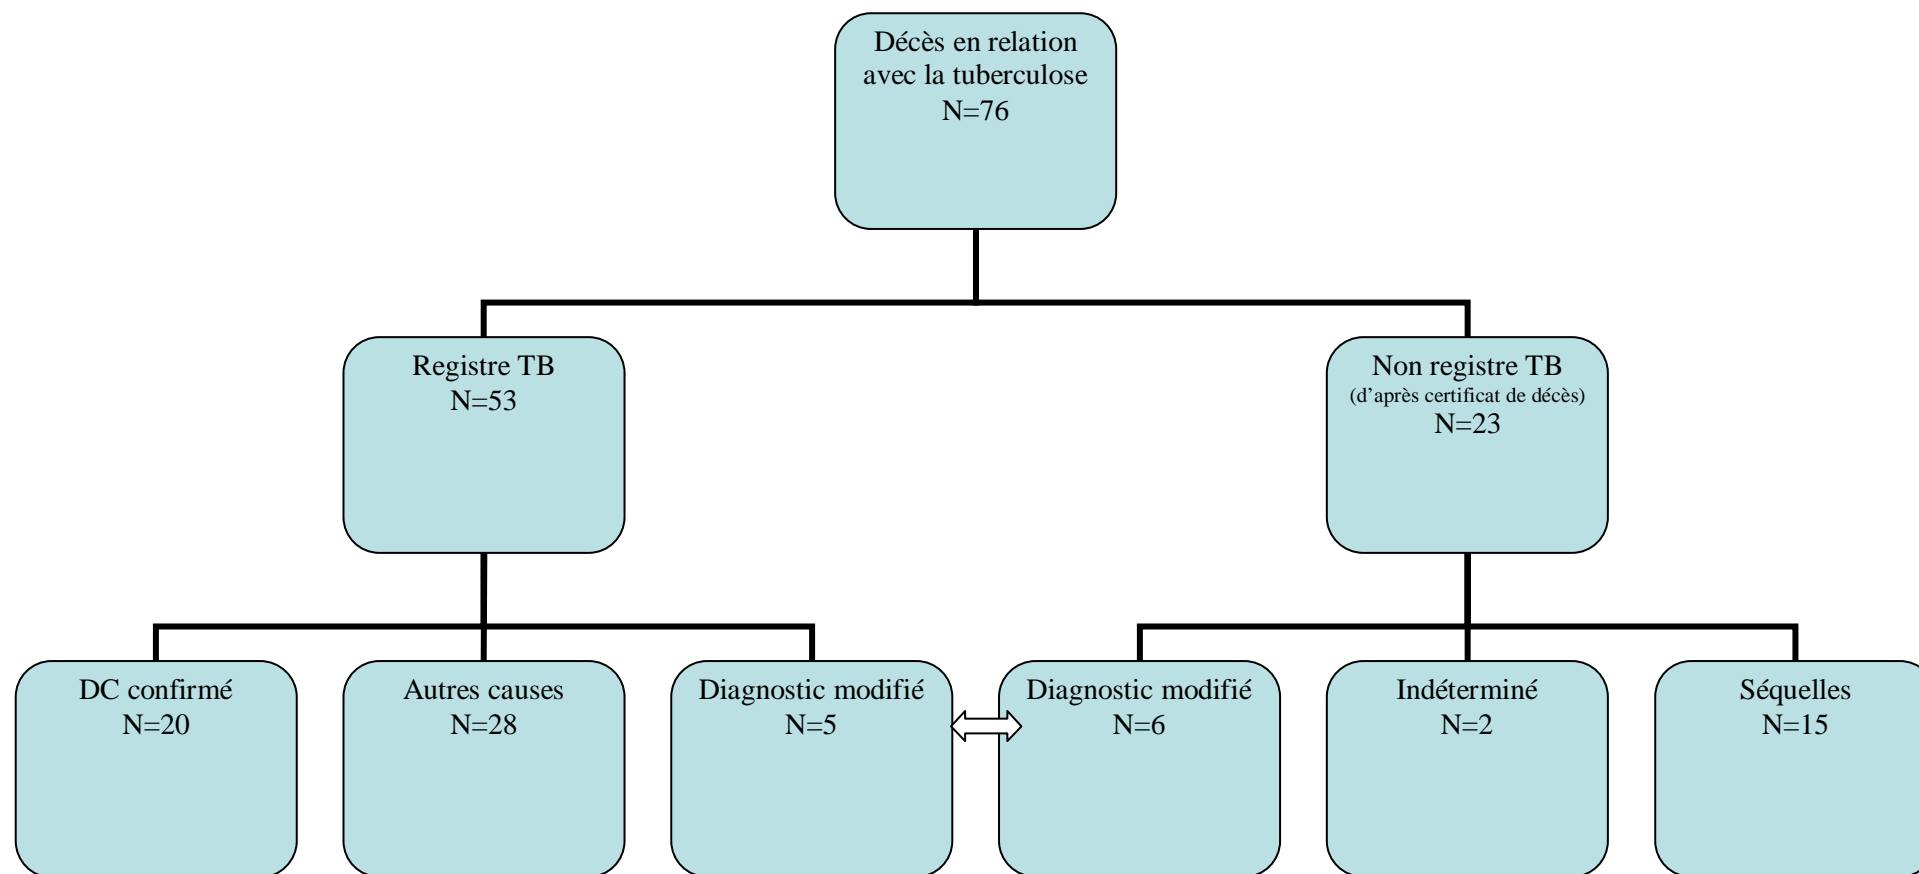 Décès en relation
avec la tuberculose
N=76
Registre TB
N=53
Non registre TB
(d’après certificat de décès)
N=23
DC confirmé
N=20
Autres causes
N=28
Diagnostic modifié
N=5
Diagnostic modifié
N=6
Indéterminé
N=2
Séquelles
N=15